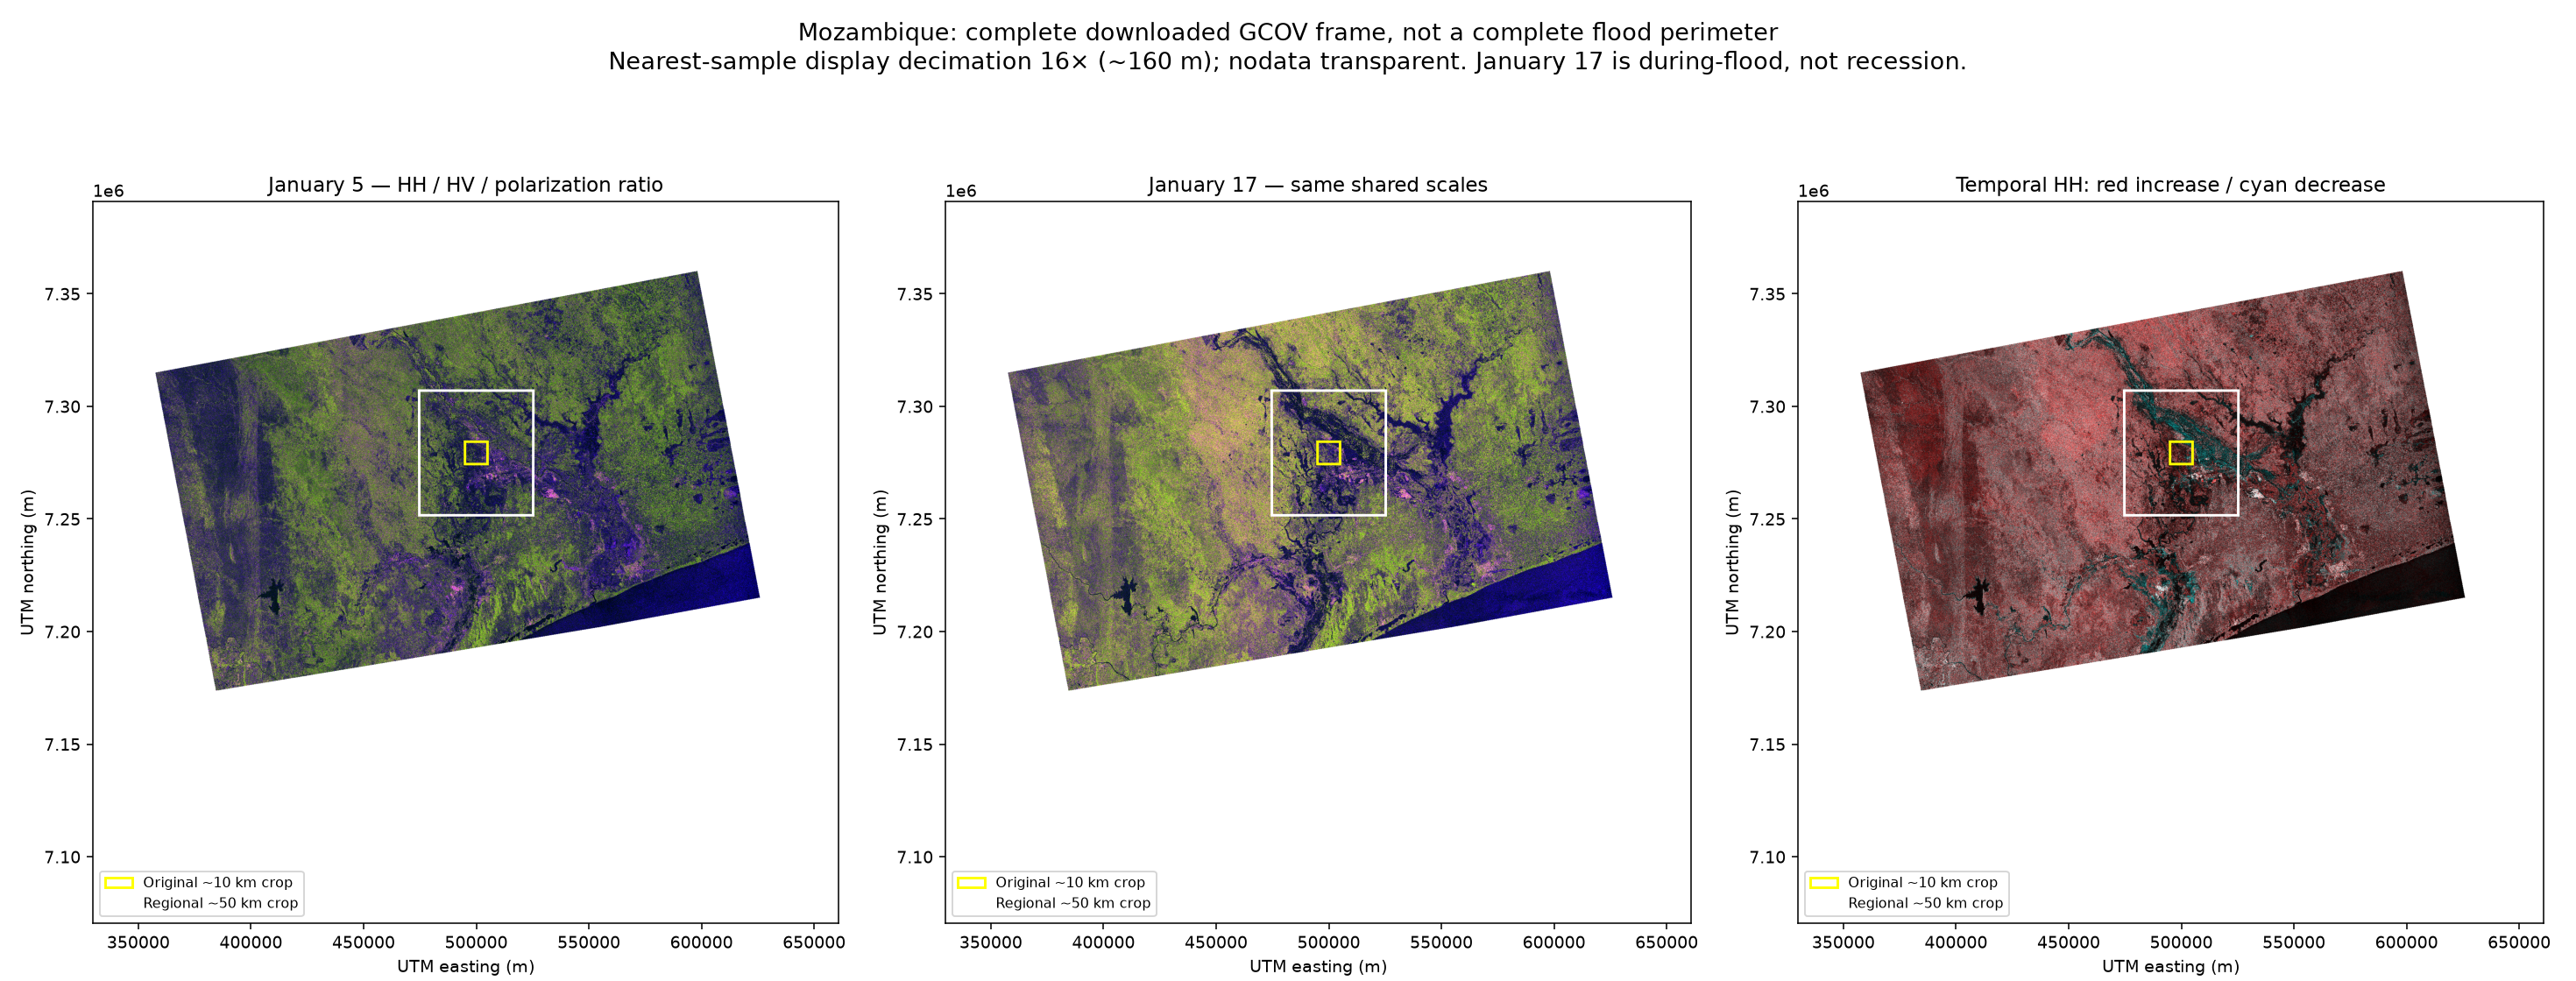 Mozambique: complete downloaded GCOV frame, not a complete flood perimeter
Nearest-sample display decimation 16× (~160 m); nodata transparent. January 17 is during-flood, not recession.
January 5 — HH / HV / polarization ratio
1e6
7.35
7.30
7.25
7.20
7.15
7.10
UTM northing (m)
Original ~10 km crop
Regional ~50 km crop
350000 400000 450000 500000 550000 600000 650000
UTM easting (m)
January 17 — same shared scales
1e6
7.35
7.30
7.25
7.20
7.15
7.10
UTM northing (m)
Original ~10 km crop
Regional ~50 km crop
350000 400000 450000 500000 550000 600000 650000
UTM easting (m)
Temporal HH: red increase / cyan decrease
1e6
7.35
7.30
7.25
7.20
7.15
7.10
UTM northing (m)
Original ~10 km crop
Regional ~50 km crop
350000 400000 450000 500000 550000 600000 650000
UTM easting (m)